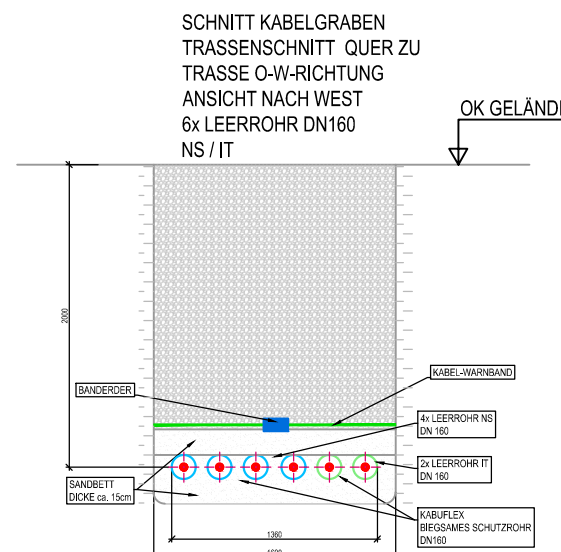 SCHNITT KABELGRABEN
TRASSENSCHNITT QUER ZU
TRASSE O-W-RICHTUNG
ANSICHT NACH WEST
6x LEERROHR DN160
NS / IT
OK GELÄND
2000
BANDERDER
KABEL-WARNBAND
4x LEERROHR NS
DN 160
2x LEERROHR IT
DN 160
SANDBETT
DICKE ca. 15cm
KABUFLEX
BIEGSAMES SCHUTZROHR
DN160
1360